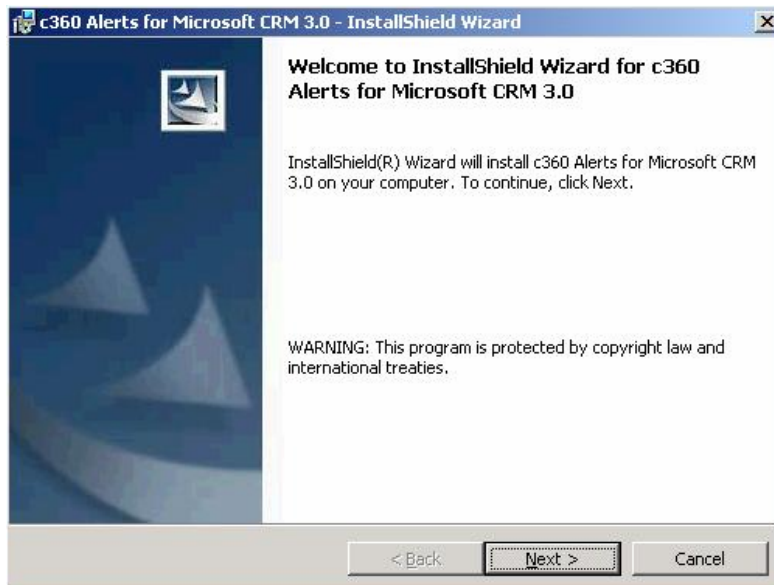 c360 Alerts for Microsoft CRM 3.0 - InstallShield Wizard
Welcome to InstallShield Wizard for c360
Alerts for Microsoft CRM 3.0
InstallShield(R) Wizard will install c360 Alerts for Microsoft CRM
3.0 on your computer. To continue, click Next.
WARNING: This program is protected by copyright law and
international treaties.
< Back
Next >
Cancel